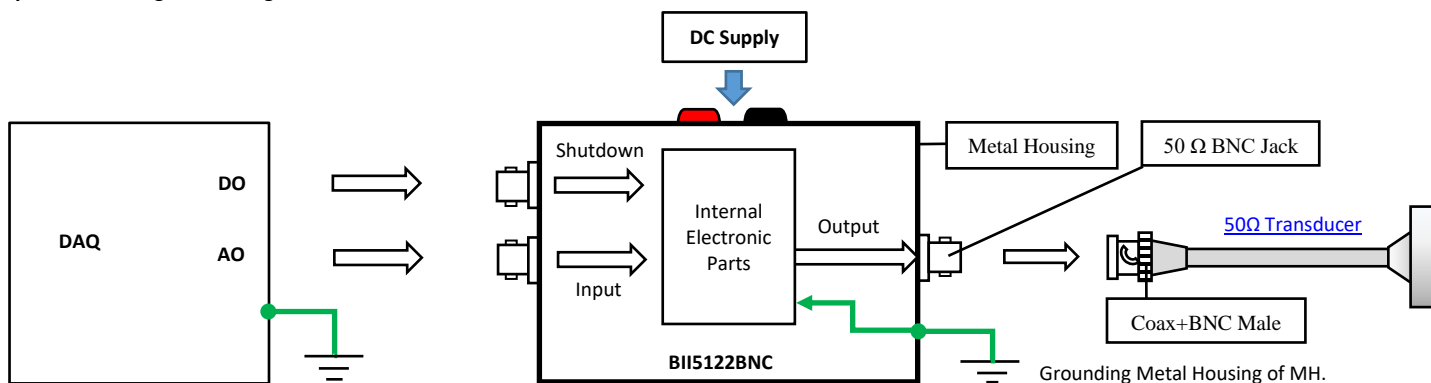 DC Supply
Shutdown
Metal Housing
50 Ω BNC Jack
DO
DAQ
AO
Internal
Electronic
Parts
Output
50Ω Transducer
Input
Coax+BNC Male
BII5122BNC
Grounding Metal Housing of MH.